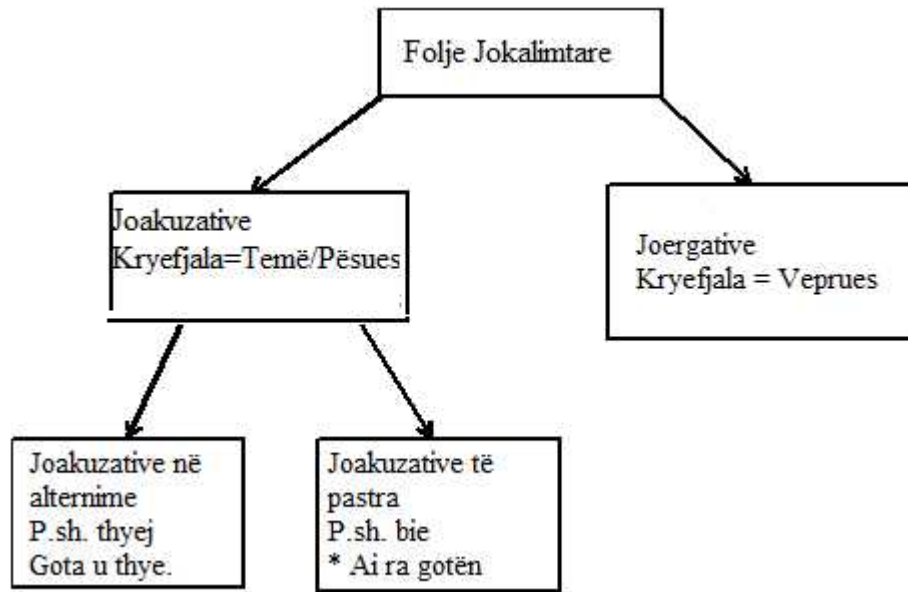 Folje Jokalimtare
Joakuzative
Kryefjala=Temë/Pësues
Joergative
Kryefjala = Veprues
Joakuzative në
alternime
P.sh. thyej
Gota u thye.
Joakuzative të
pastra
P.sh. bie
* Ai ra gotën